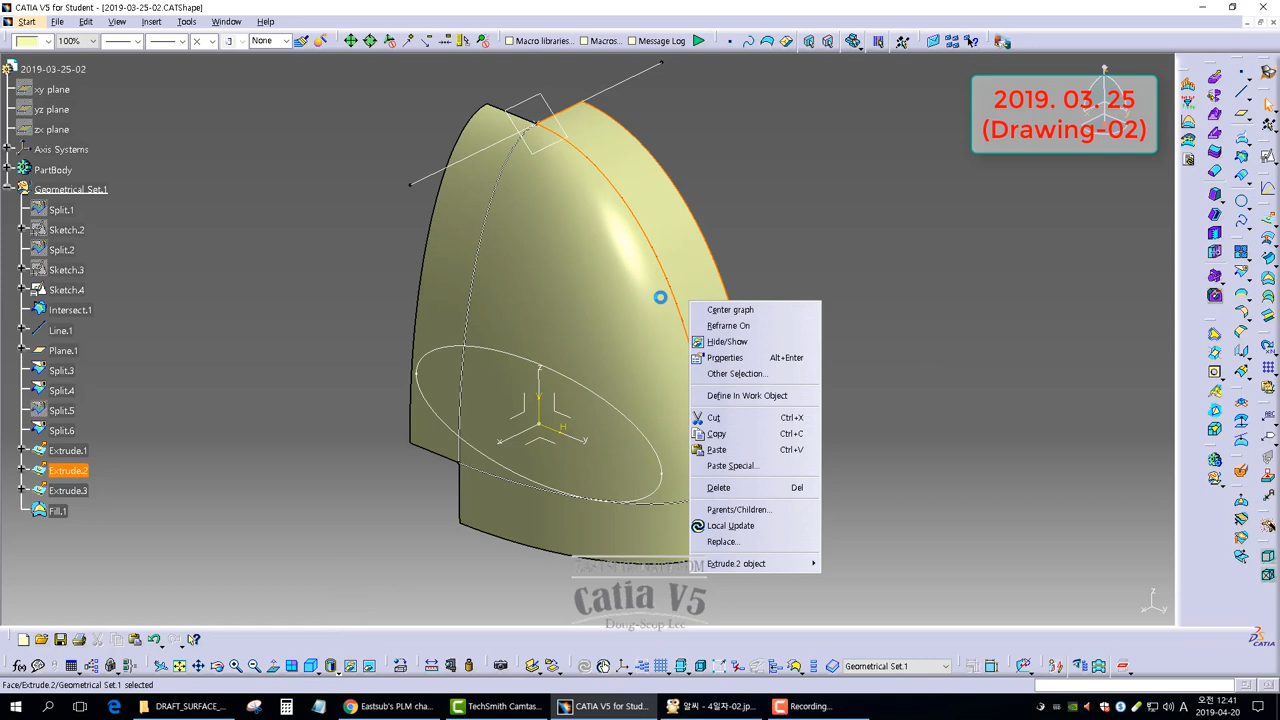 CATIA V5 for Student - [2019-03-25-02.CATShape]
Start File Edit View Insert Tools Window Help
100% None Macro libraries... Macros... Message Log
2019-03-25-02
xy plane
yz plane
zx plane
Axis Systems
PartBody
Geometrical Set.1
Split.1
Sketch.2
Split.2
Sketch.3
Sketch.4
Intersect.1
Line.1
Plane.1
Split.3
Split.4
Split.5
Split.6
Extrude.1
Extrude.2
Extrude.3
Fill.1
2019. 03. 25
(Drawing-02)
z
V
H
x
y
Center graph
Reframe On
Hide/Show
Properties Alt+Enter
Other Selection...
Define In Work Object
Cut Ctrl+X
Copy Ctrl+C
Paste Ctrl+V
Paste Special...
Delete Del
Parents/Children...
Local Update
Replace...
Extrude.2 object
Catia V5
Dong-Seop Lee
z
x
y
Geometrical Set.1
Face/Extrude.2/Geometrical Set.1 selected
DRAFT_SURFACE_... Eastsub's PLM cha... TechSmith Camtas... CATIA V5 for Stud... 알씨 - 4일자-02.jp... Recording...
A 오전 12:41
2019-04-20